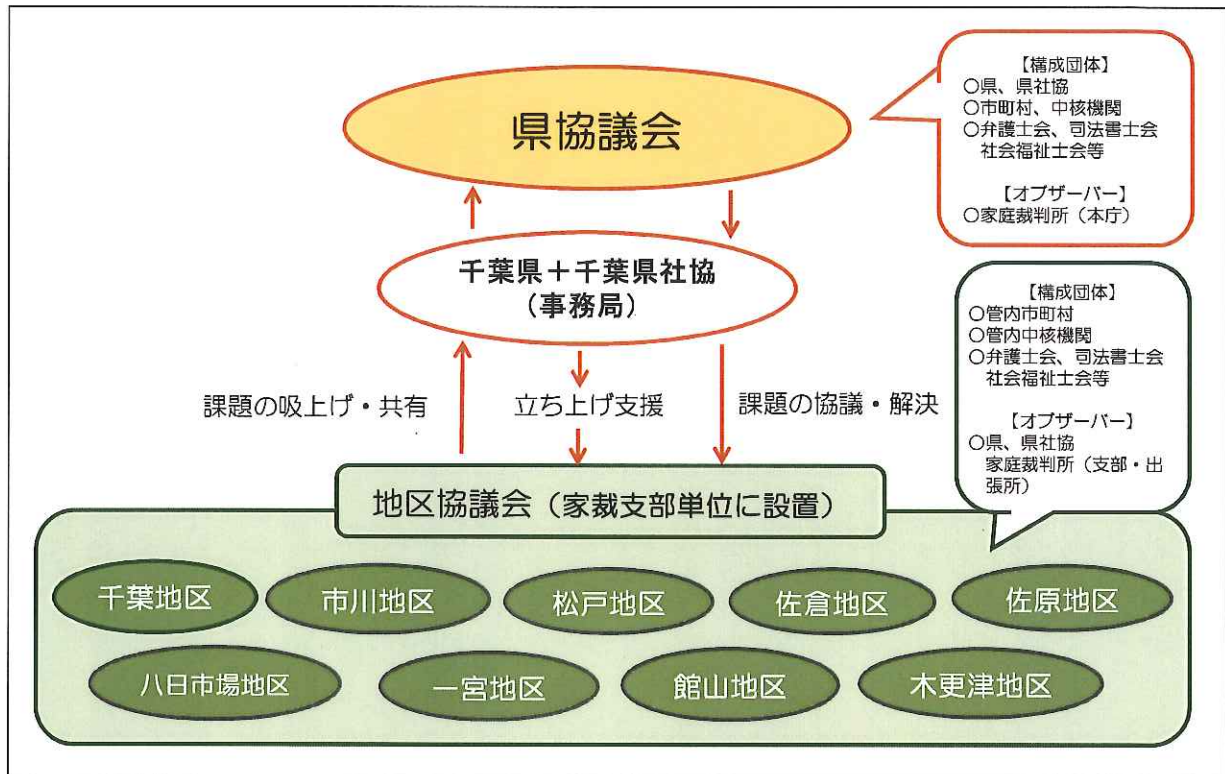 県協議会
【構成団体】
○県、県社協
○市町村、中核機関
○弁護士会、司法書士会
社会福祉士会等
【オブザーバー】
○家庭裁判所（本庁）
千葉県＋千葉県社協
（事務局）
課題の吸上げ・共有
立ち上げ支援
課題の協議・解決
【構成団体】
○管内市町村
○管内中核機関
○弁護士会、司法書士会
社会福祉士会等
【オブザーバー】
○県、県社協
家庭裁判所（支部・出
張所）
地区協議会（家裁支部単位に設置）
千葉地区
市川地区
松戸地区
佐倉地区
佐原地区
八日市場地区
一宮地区
館山地区
木更津地区